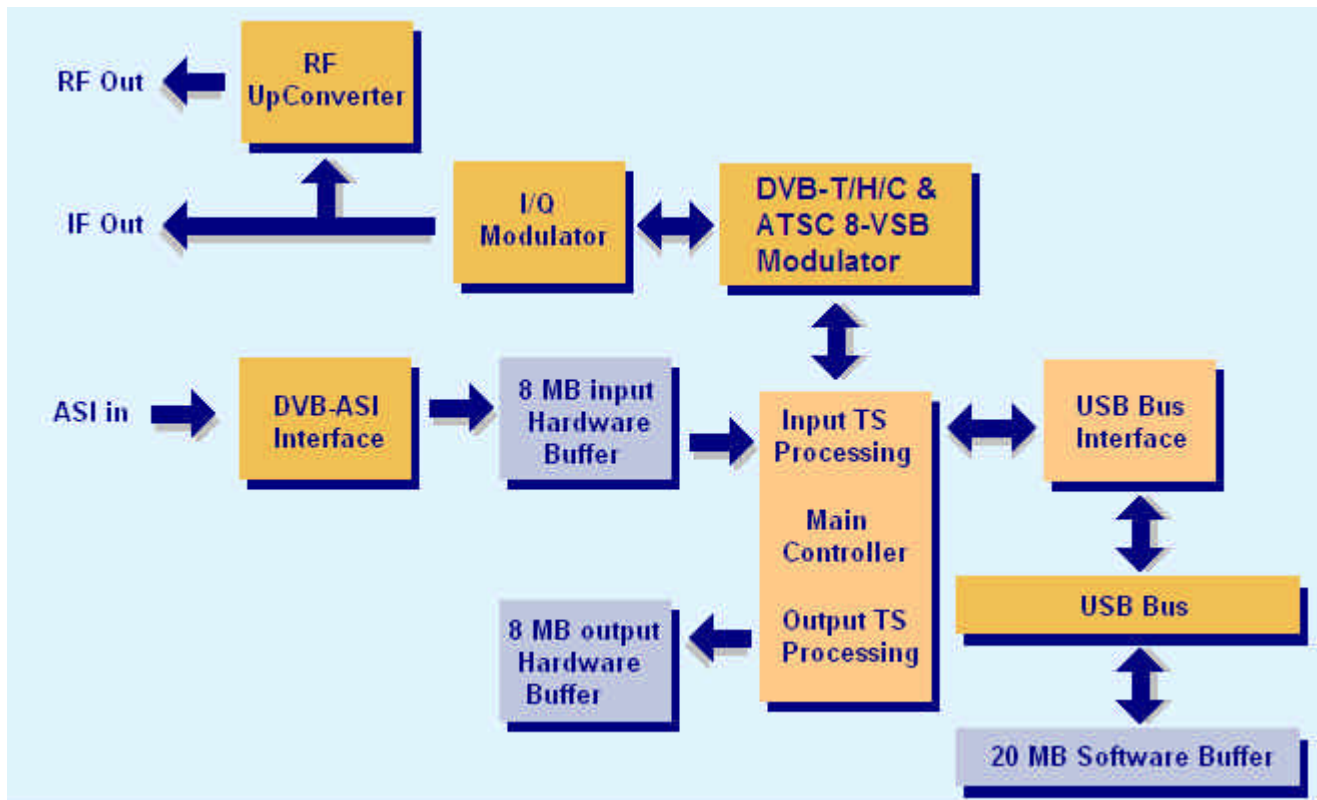 RF Out
RF
UpConverter
IF Out
I/Q
Modulator
DVB-T/H/C &
ATSC 8-VSB
Modulator
ASI in
DVB-ASI
Interface
8 MB input
Hardware
Buffer
Input TS
Processing
Main
Controller
Output TS
Processing
USB Bus
Interface
8 MB output
Hardware
Buffer
USB Bus
20 MB Software Buffer